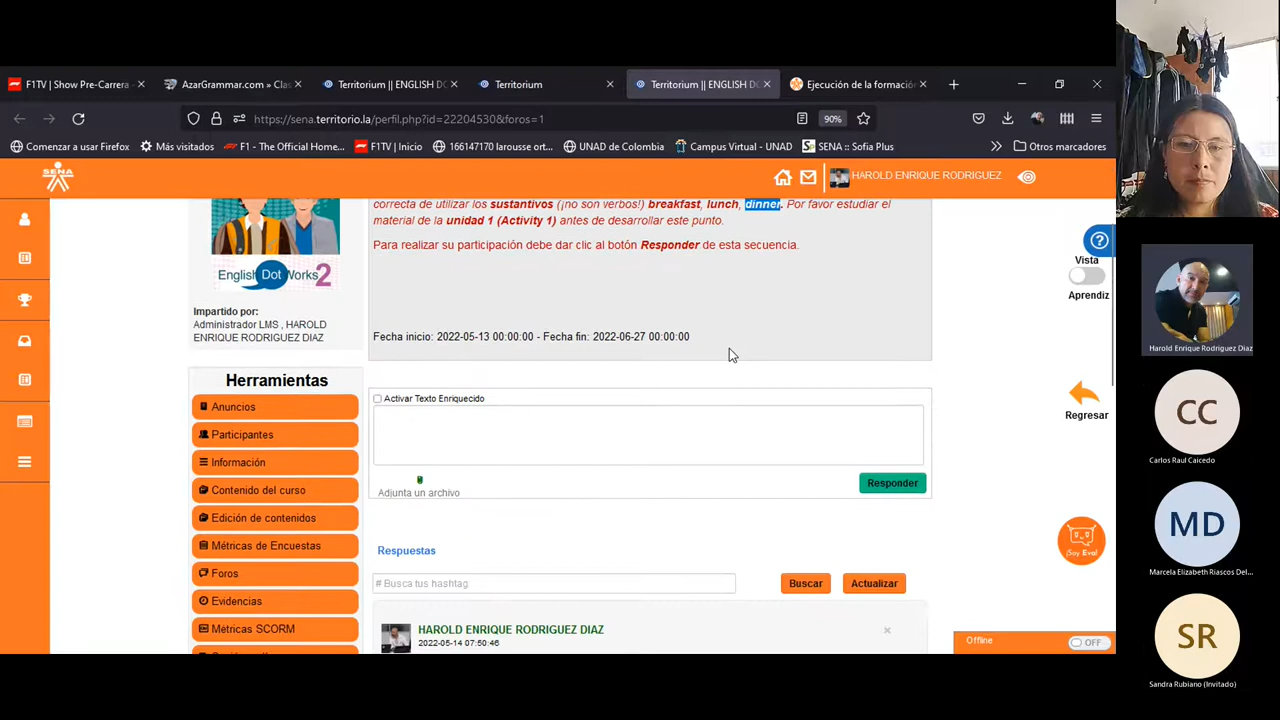 F1TV | Show Pre-Carrera
AzarGrammar.com » Clas
Territorium || ENGLISH DC
Territorium
Territorium || ENGLISH DC
Ejecución de la formación
https://sena.territorio.la/perfil.php?id=22204530&foros=1
90%
Comenzar a usar Firefox
Más visitados
F1 - The Official Home...
F1TV | Inicio
166147170 larousse ort...
UNAD de Colombia
Campus Virtual - UNAD
SENA :: Sofia Plus
Otros marcadores
SENA
HAROLD ENRIQUE RODRIGUEZ
correcta de utilizar los sustantivos (¡no son verbos!) breakfast, lunch, dinner. Por favor estudiar el
material de la unidad 1 (Activity 1) antes de desarrollar este punto.
Para realizar su participación debe dar clic al botón Responder de esta secuencia.
Fecha inicio: 2022-05-13 00:00:00 - Fecha fin: 2022-06-27 00:00:00
English Dot Works 2
Impartido por:
Administrador LMS , HAROLD
ENRIQUE RODRIGUEZ DIAZ
Herramientas
Anuncios
Participantes
Información
Contenido del curso
Edición de contenidos
Métricas de Encuestas
Foros
Evidencias
Métricas SCORM
Activar Texto Enriquecido
Adjunta un archivo
Responder
Respuestas
# Busca tus hashtag
Buscar
Actualizar
HAROLD ENRIQUE RODRIGUEZ DIAZ
2022-05-14 07:50:46
?
Vista
Aprendiz
Regresar
¡Soy Eva!
Offline
OFF
Harold Enrique Rodriguez Diaz
CC
Carlos Raul Caicedo
MD
Marcela Elizabeth Riascos Del...
SR
Sandra Rubiano (Invitado)